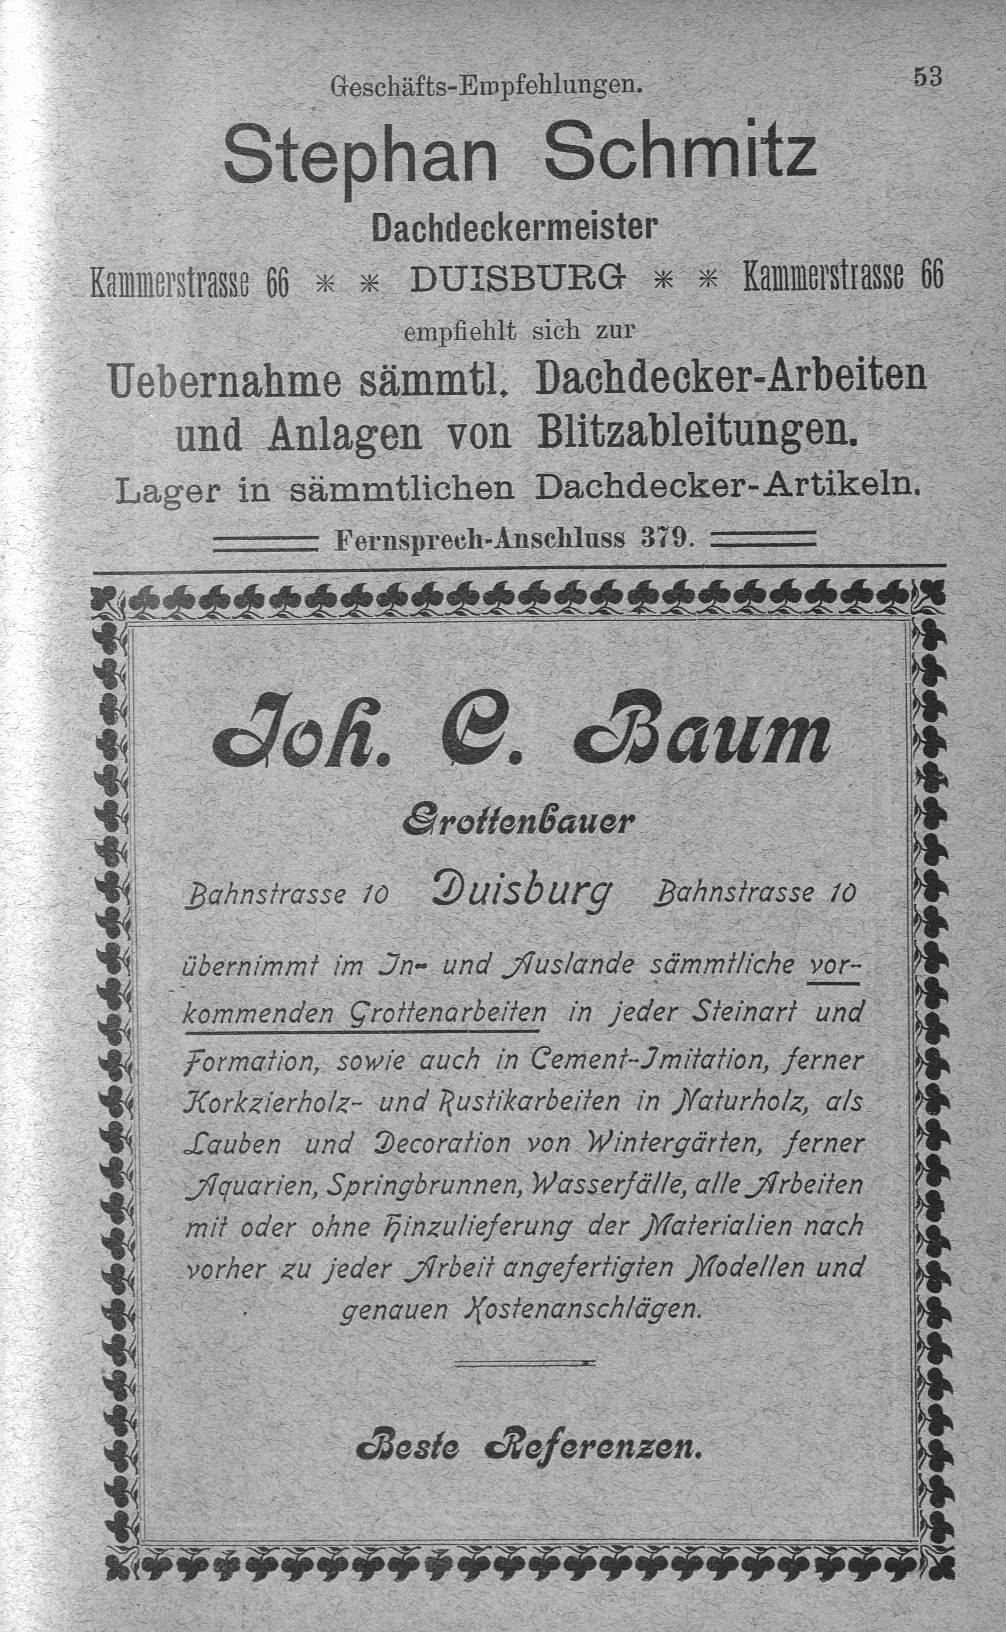 Geschäfts-Empfehlungen. 53
Stephan Schmitz
Dachdeckermeister
Kammerstrasse 66 * * DUISBURG * * Kammerstrasse 66
empfiehlt sich zur
Uebernahme sämmtl. Dachdecker-Arbeiten
und Anlagen von Blitzableitungen.
Lager in sämmtlichen Dachdecker-Artikeln.
Fernsprech-Anschluss 379.
Joh. C. Baum
Grottenbauer
Bahnstrasse 10 Duisburg Bahnstrasse 10
übernimmt im In- und Auslande sämmtliche vor-
kommenden Grottenarbeiten in jeder Steinart und
Formation, sowie auch in Cement-Imitation, ferner
Korkzierholz- und Rustikarbeiten in Naturholz, als
Lauben und Decoration von Wintergärten, ferner
Aquarien, Springbrunnen, Wasserfälle, alle Arbeiten
mit oder ohne Hinzulieferung der Materialien nach
vorher zu jeder Arbeit angefertigten Modellen und
genauen Kostenanschlägen.
Beste Referenzen.